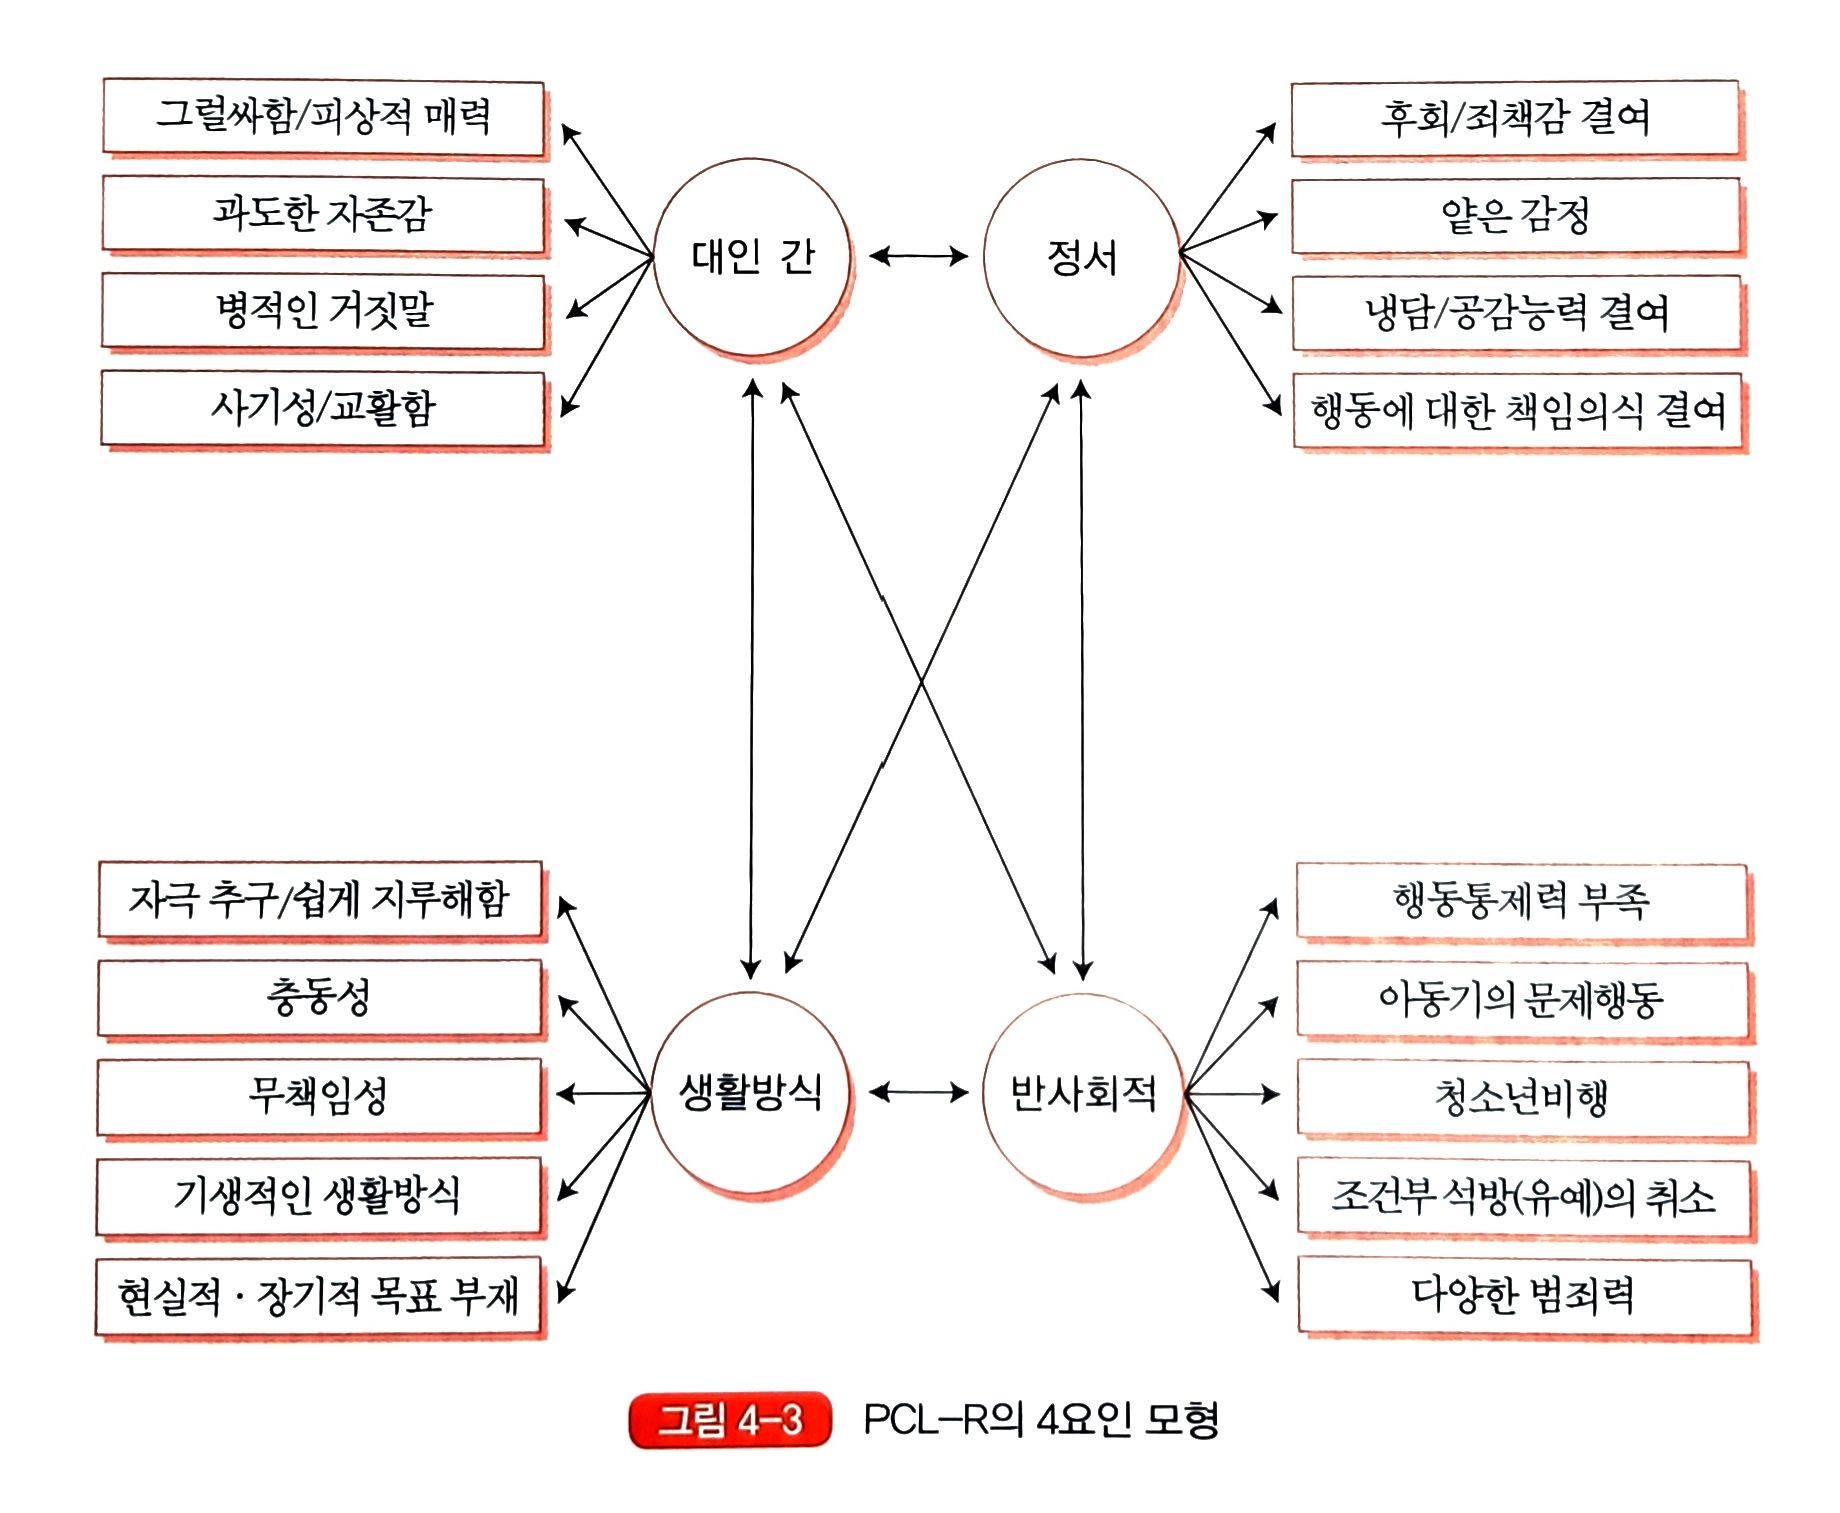 그럴싸함/피상적 매력
과도한 자존감
병적인 거짓말
사기성/교활함
대인 간
정서
후회/죄책감 결여
얕은 감정
냉담/공감능력 결여
행동에 대한 책임의식 결여
자극 추구/쉽게 지루해함
충동성
무책임성
기생적인 생활방식
현실적·장기적 목표 부재
생활방식
반사회적
행동통제력 부족
아동기의 문제행동
청소년비행
조건부 석방(유예)의 취소
다양한 범죄력
그림 4-3 PCL-R의 4요인 모형